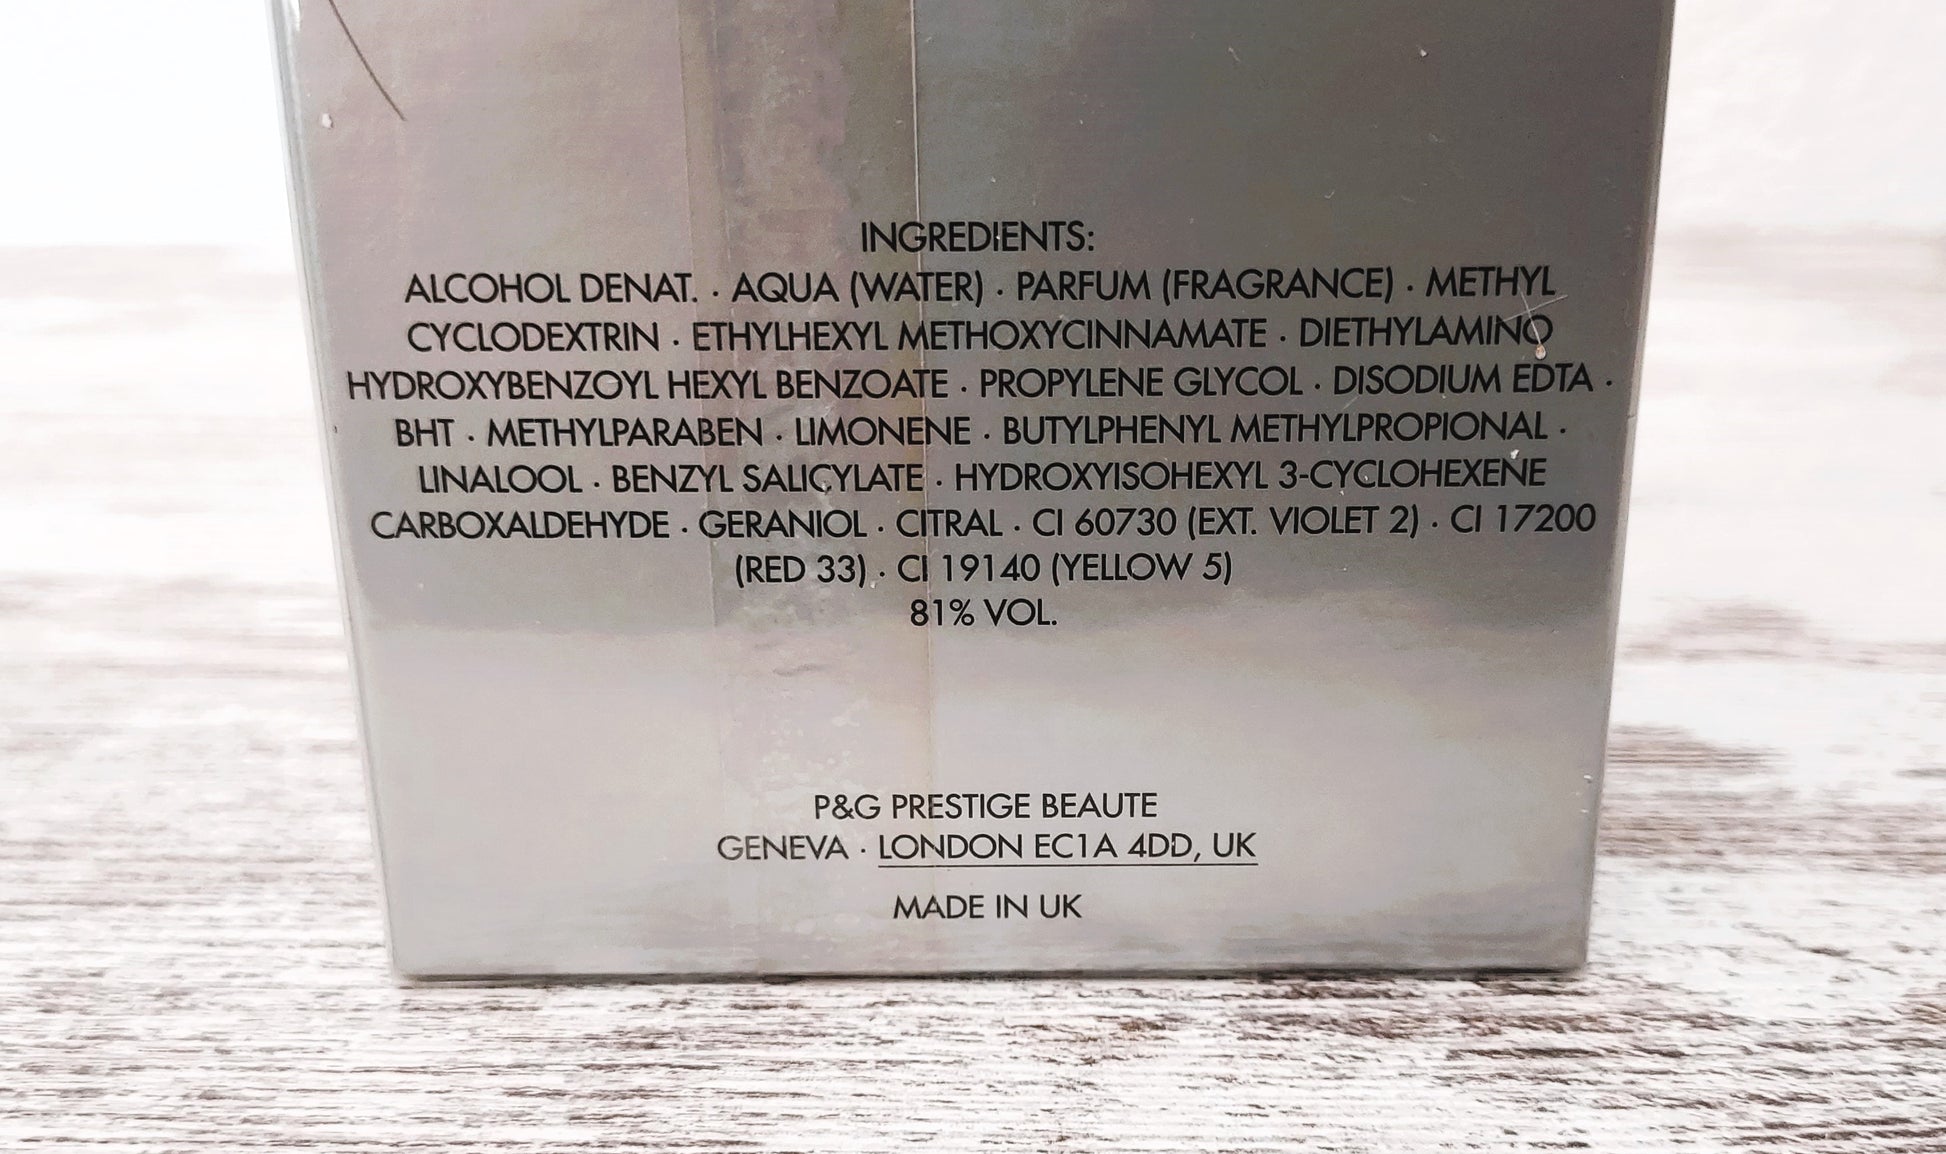 INGREDIENTS:
ALCOHOL DENAT. · AQUA (WATER) · PARFUM (FRAGRANCE) · METHYL
CYCLODEXTRIN · ETHYLHEXYL METHOXYCINNAMATE · DIETHYLAMINO
HYDROXYBENZOYL HEXYL BENZOATE · PROPYLENE GLYCOL · DISODIUM EDTA ·
BHT · METHYLPARABEN · LIMONENE · BUTYLPHENYL METHYLPROPIONAL ·
LINALOOL · BENZYL SALICYLATE · HYDROXYISOHEXYL 3-CYCLOHEXENE
CARBOXALDEHYDE · GERANIOL · CITRAL · CI 60730 (EXT. VIOLET 2) · CI 17200
(RED 33) · CI 19140 (YELLOW 5)
81% VOL.
P&G PRESTIGE BEAUTE
GENEVA · LONDON EC1A 4DD, UK
MADE IN UK